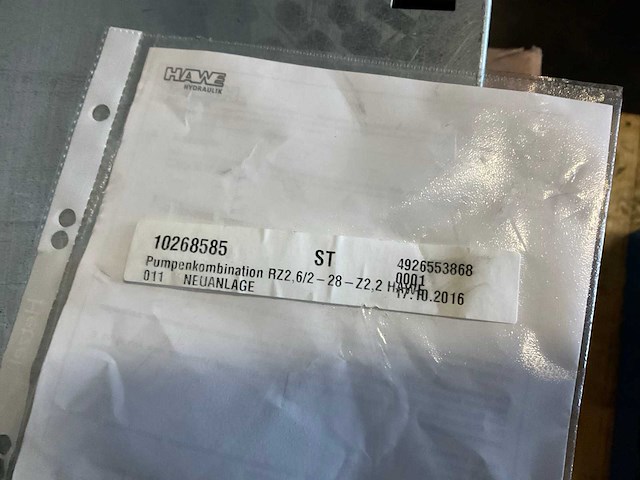 HAWE
HYDRAULIK
10268585 ST 4926553868
Pumpenkombination RZ2,6/2-28-Z2,2 HAWE 0001
011 NEUANLAGE 17.10.2016